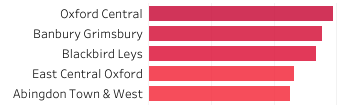 Oxford Central
Banbury Grimsbury
Blackbird Leys
East Central Oxford
Abingdon Town & West